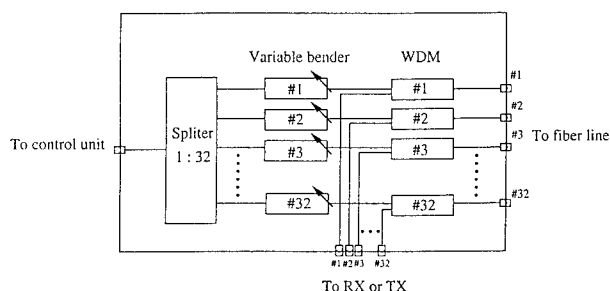 Variable bender
WDM
#1
#1
#1
#2
#2
#2
Spliter
1 : 32
#3
#3
#3
To control unit
To fiber line
#32
#32
#32
#1
#2
#3
#32
To RX or TX